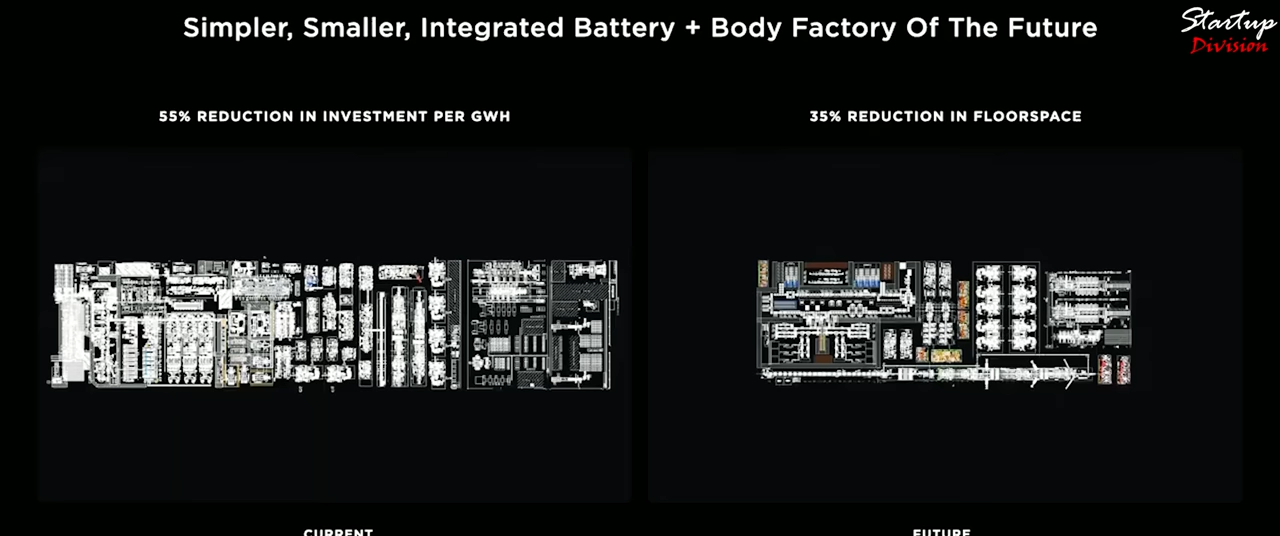 Simpler, Smaller, Integrated Battery + Body Factory Of The Future
Startup
Division
55% REDUCTION IN INVESTMENT PER GWH
35% REDUCTION IN FLOORSPACE
CURRENT
FUTURE